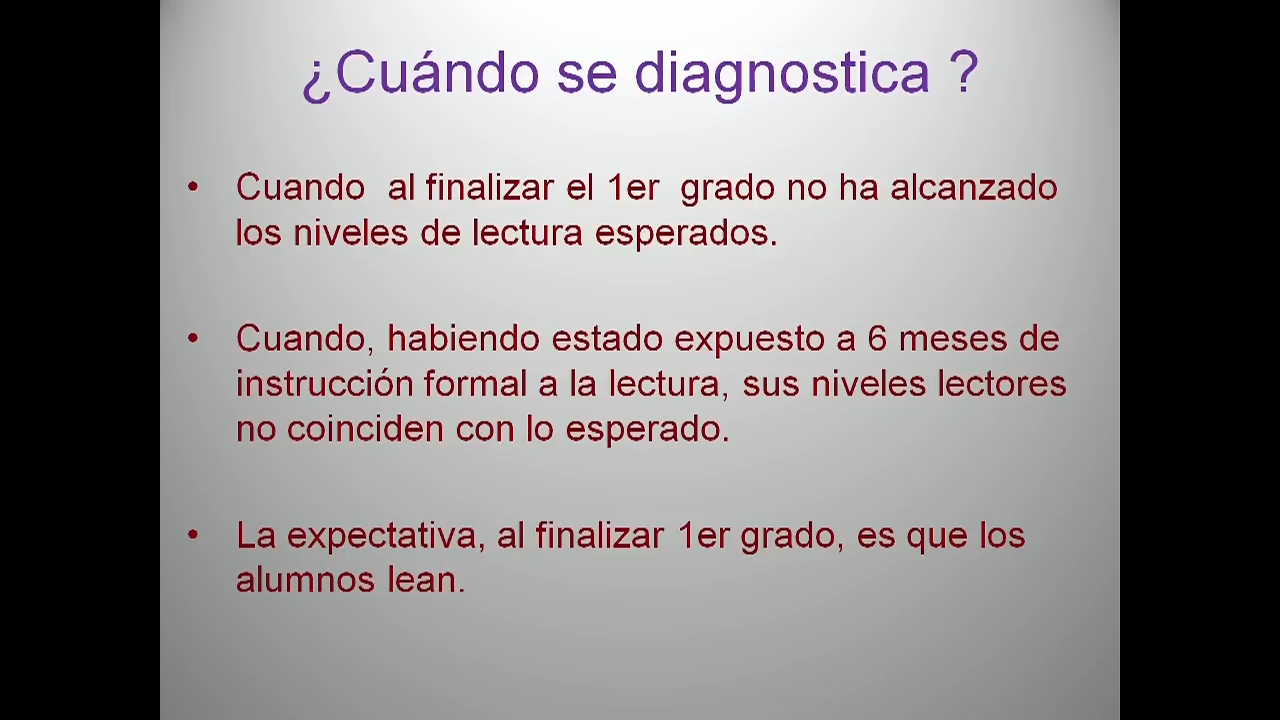 ¿Cuándo se diagnostica ?
• Cuando  al finalizar el 1er  grado no ha alcanzado
los niveles de lectura esperados.
• Cuando, habiendo estado expuesto a 6 meses de
instrucción formal a la lectura, sus niveles lectores
no coinciden con lo esperado.
• La expectativa, al finalizar 1er grado, es que los
alumnos lean.